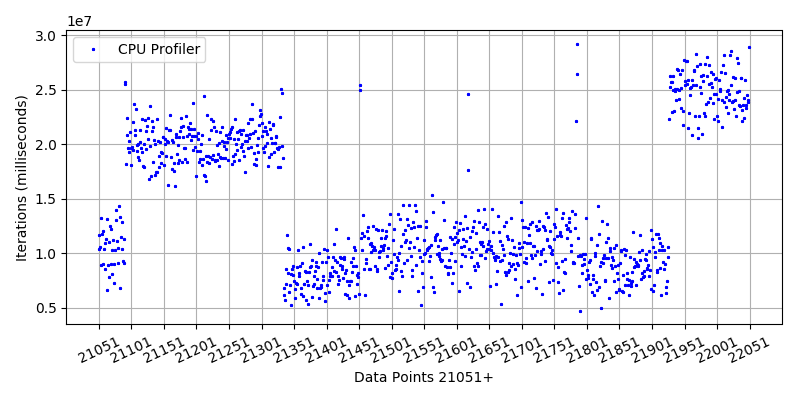 1e7
3.0
2.5
2.0
1.5
1.0
0.5
CPU Profiler
Iterations (milliseconds)
21051 21101 21151 21201 21251 21301 21351 21401 21451 21501 21551 21601 21651 21701 21751 21801 21851 21901 21951 22001 22051
Data Points 21051+